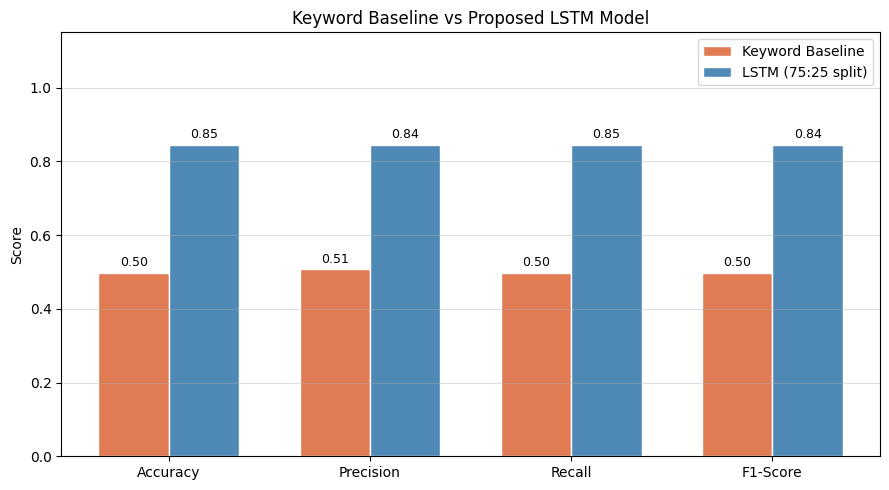 Keyword Baseline vs Proposed LSTM Model
Keyword Baseline
LSTM (75:25 split)
Score
1.0
0.8
0.6
0.4
0.2
0.0
0.50
0.85
0.51
0.84
0.50
0.85
0.50
0.84
Accuracy
Precision
Recall
F1-Score